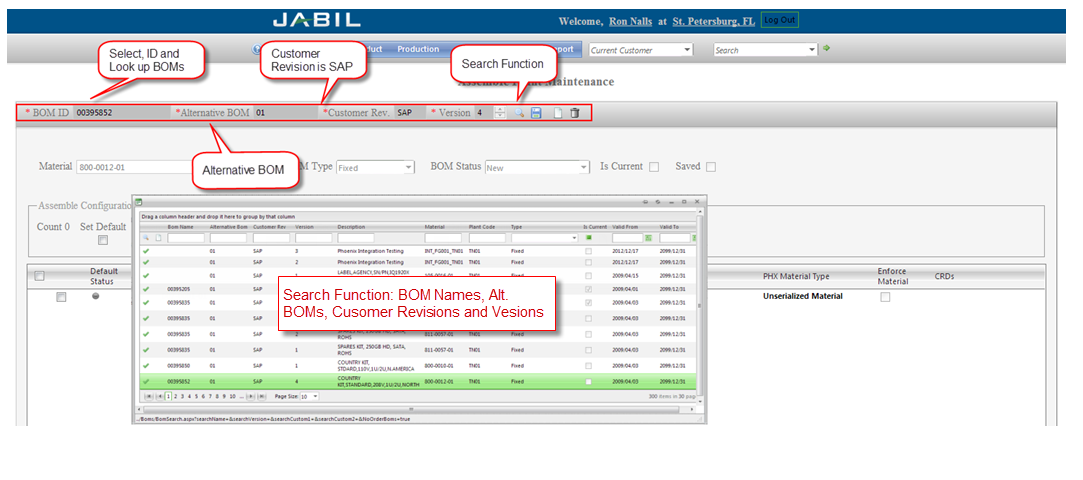 JABIL
Welcome, Ron Nalls at St. Petersburg, FL Log Out
Production
Current Customer
Search
Select, ID and
Look up BOMs
Customer
Revision is SAP
Search Function
Maintenance
* BOM ID 00395852 *Alternative BOM 01 *Customer Rev. SAP * Version 4
Alternative BOM
Material 800-0012-01 M Type Fixed BOM Status New Is Current Saved
Assemble Configuratio
Count 0 Set Default
Default
Status
PHX Material Type
Enforce
Material
CRDs
Unserialized Material
Drag a column header and drop it here to group by that column
Bom Name Alternative Bom Customer Rev Version Description Material Plant Code Type Is Current Valid From Valid To
01 SAP 3 Phoenix Integration Testing INT_PG001_TN01 TN01 Fixed 2012/12/17 2099/12/31
01 SAP 2 Phoenix Integration Testing INT_PG001_TN01 TN01 Fixed 2012/12/17 2099/12/31
01 SAP LABEL,AGENCY,SN/PN,IQ1920X Fixed 2009/04/15 2099/12/31
00395201 01 SAP 2009/04/01 2099/12/31
00395835 01 SAP 2009/04/03 2099/12/31
00395835 01 SAP 2009/04/03 2099/12/31
Search Function: BOM Names, Alt.
BOMs, Cusomer Revisions and Vesions
00395835 01 SAP 2 ROHS 811-0057-01 TN01 Fixed 2009/04/03 2099/12/31
00395835 01 SAP 1 SPARES KIT, 250GB HD, SATA,
ROHS 811-0057-01 TN01 Fixed 2009/04/03 2099/12/31
00395850 01 SAP 1 COUNTRY KIT,
STDARD,110V,1U/2U,N.AMERICA 800-0010-01 TN01 Fixed 2009/04/03 2099/12/31
00395852 01 SAP 4 COUNTRY
KIT,STANDARD,208V,1U/2U,NORTH 800-0012-01 TN01 Fixed 2009/04/03 2099/12/31
1 2 3 4 5 6 7 8 9 10 ... Page Size: 10 300 items in 30 pag
../Boms/BomSearch.aspx?searchName=&searchVersion=&searchCustom1=&searchCustom2=&NoOrderBoms=true